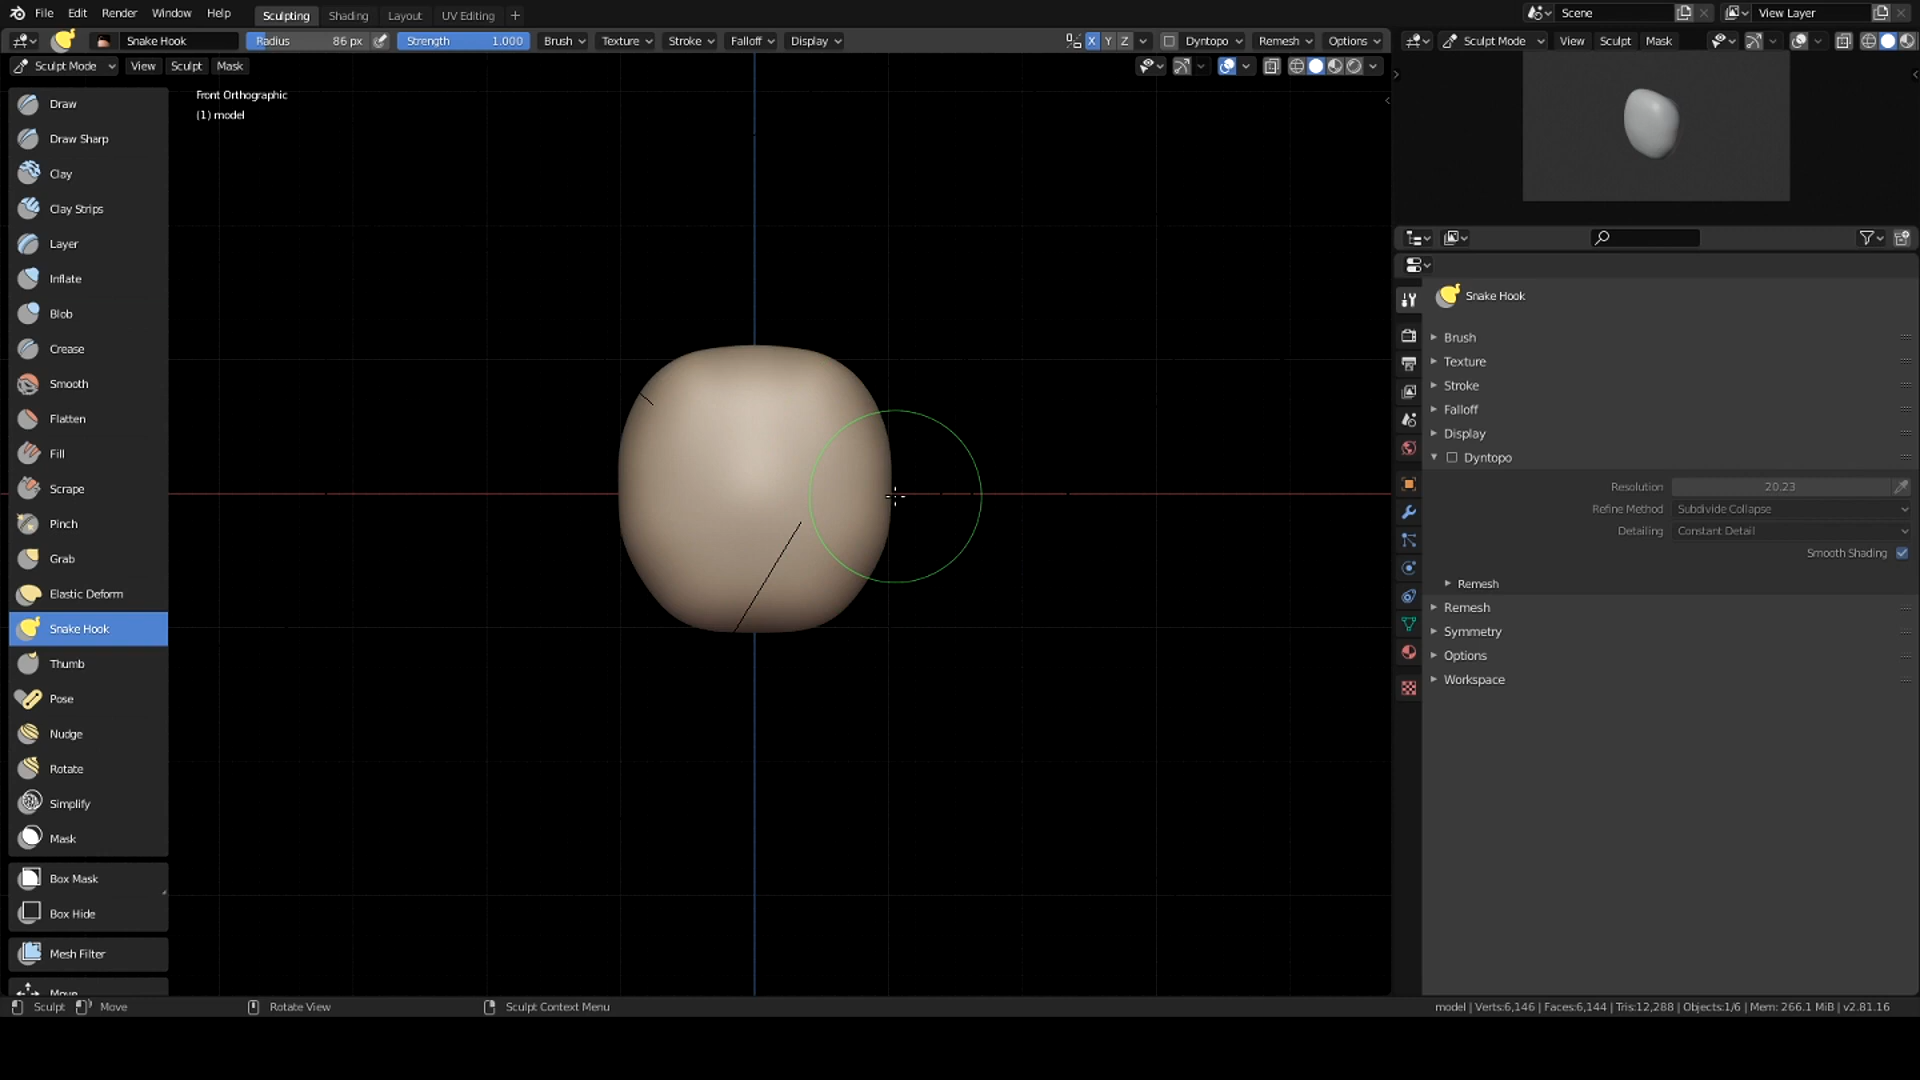 File Edit Render Window Help Sculpting Shading Layout UV Editing + Scene View Layer
Snake Hook Radius 86 px Strength 1.000 Brush Texture Stroke Falloff Display X Y Z Dyntopo Remesh Options Sculpt Mode View Sculpt Mask
Sculpt Mode View Sculpt Mask
Front Orthographic
(1) model
Draw
Draw Sharp
Clay
Clay Strips
Layer
Inflate
Blob
Crease
Smooth
Flatten
Fill
Scrape
Pinch
Grab
Elastic Deform
Snake Hook
Thumb
Pose
Nudge
Rotate
Simplify
Mask
Box Mask
Box Hide
Mesh Filter
Move
Snake Hook
Brush
Texture
Stroke
Falloff
Display
Dyntopo
Resolution 20.23
Refine Method Subdivide Collapse
Detailing Constant Detail
Smooth Shading
Remesh
Remesh
Symmetry
Options
Workspace
Sculpt Move Rotate View Sculpt Context Menu model | Verts:6,146 | Faces:6,144 | Tris:12,288 | Objects:1/6 | Mem: 266.1 MiB | v2.81.16